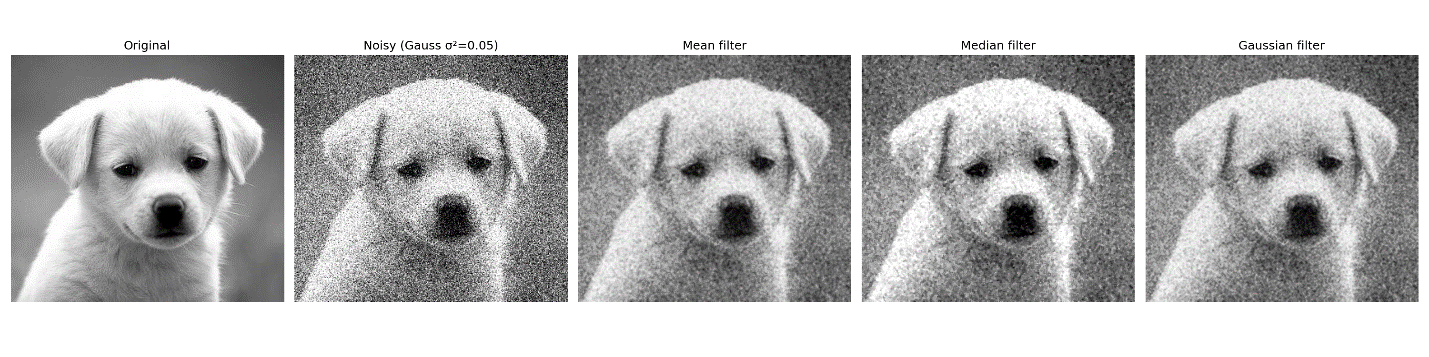 Original
Noisy (Gauss σ²=0.05)
Mean filter
Median filter
Gaussian filter